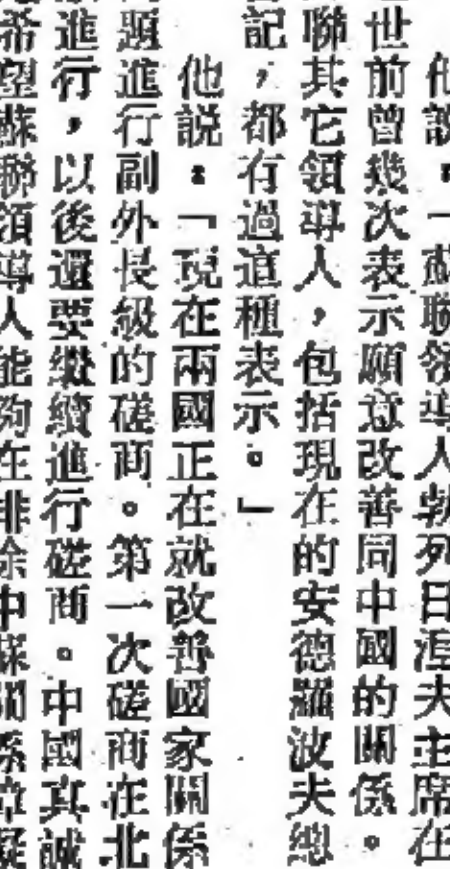 他說：「蘇聯領導人勃列日涅夫主席在
世前曾幾次表示願意改善同中國的關係。
聯其它領導人，包括現在的安德羅波夫總
記，都有過這種表示。」
他說：「現在兩國正在就改善國家關係
題進行副外長級的磋商。第一次磋商在北
進行，以後還要繼續進行磋商。中國真誠
希望蘇聯領導人能夠在排除中蘇關係障礙